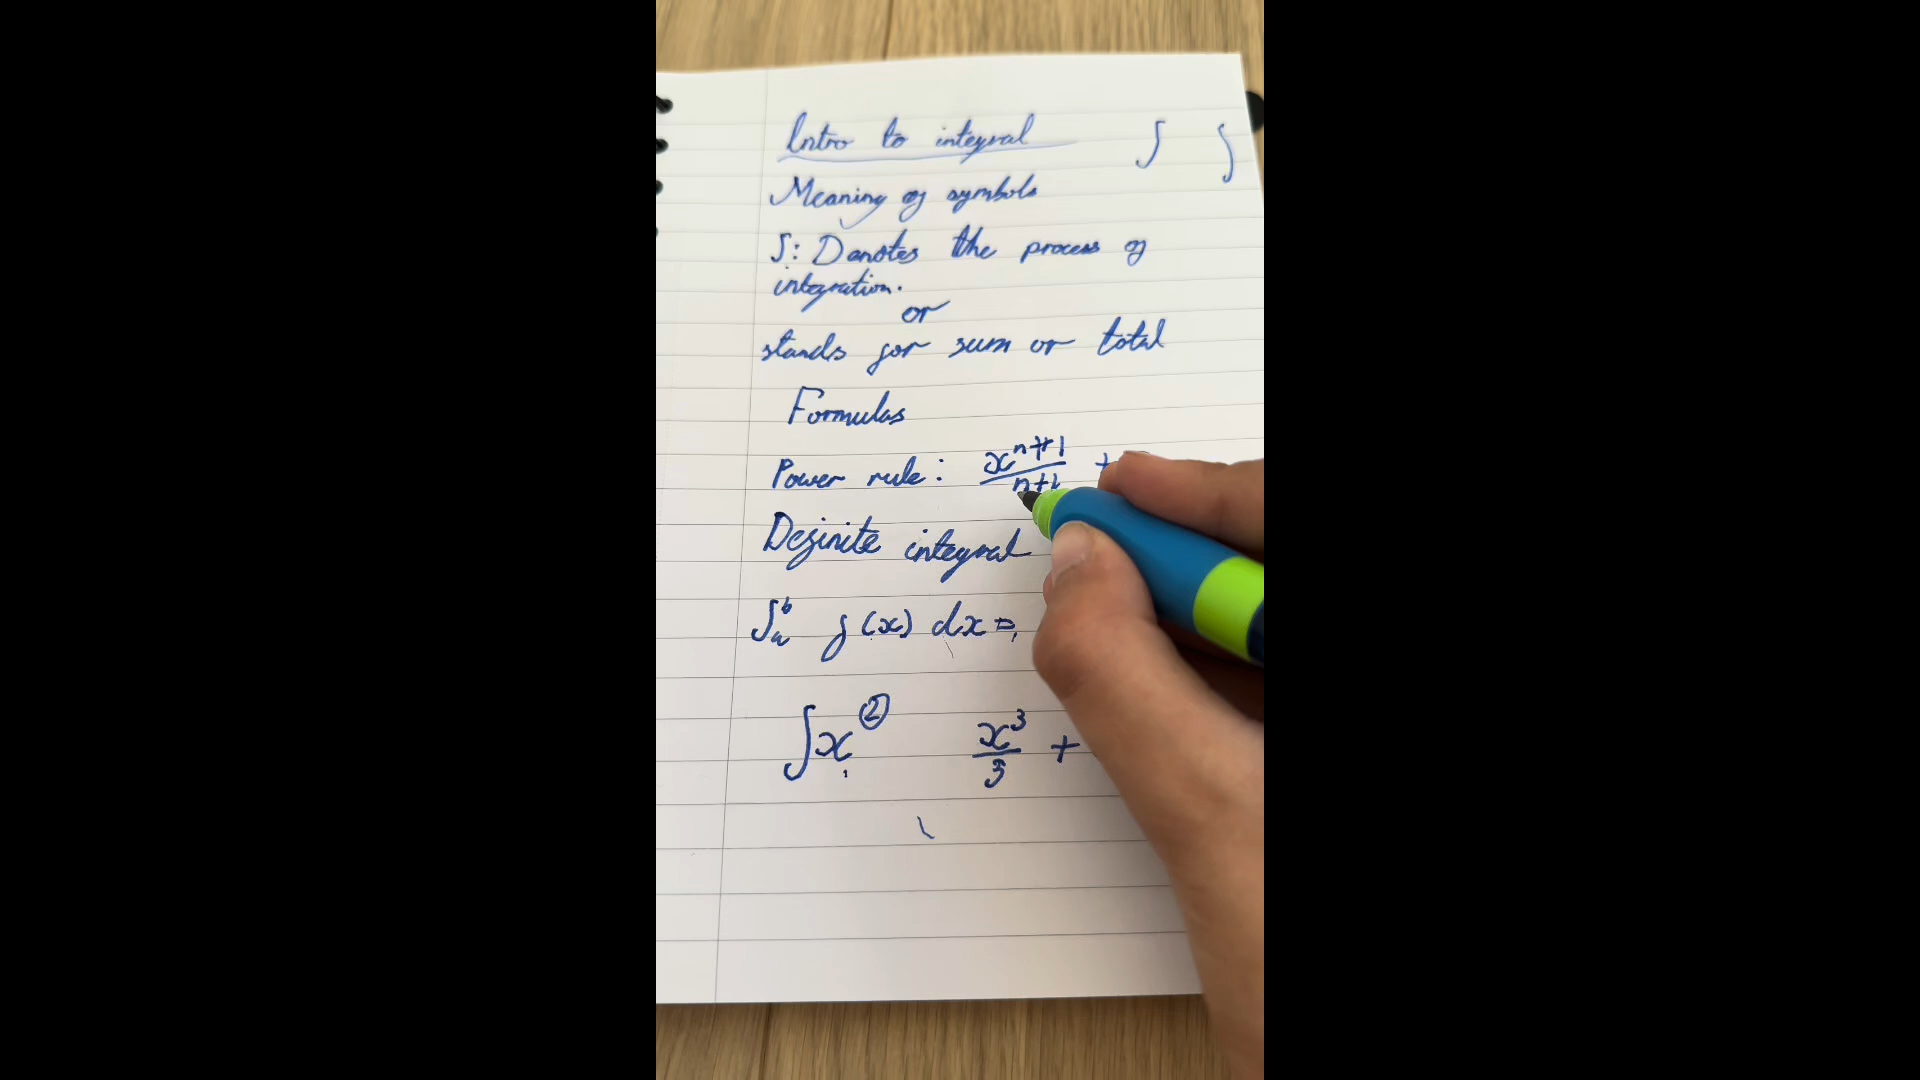 Intro to integral ∫ ∫
Meaning of symbols
∫: Denotes the process of
integration.
or
stands for sum or total
Formulas
Power rule: x^(n+1)/(n+1) +
Definite integral
∫_a^b f(x) dx =
∫x^2 x^3/3 +